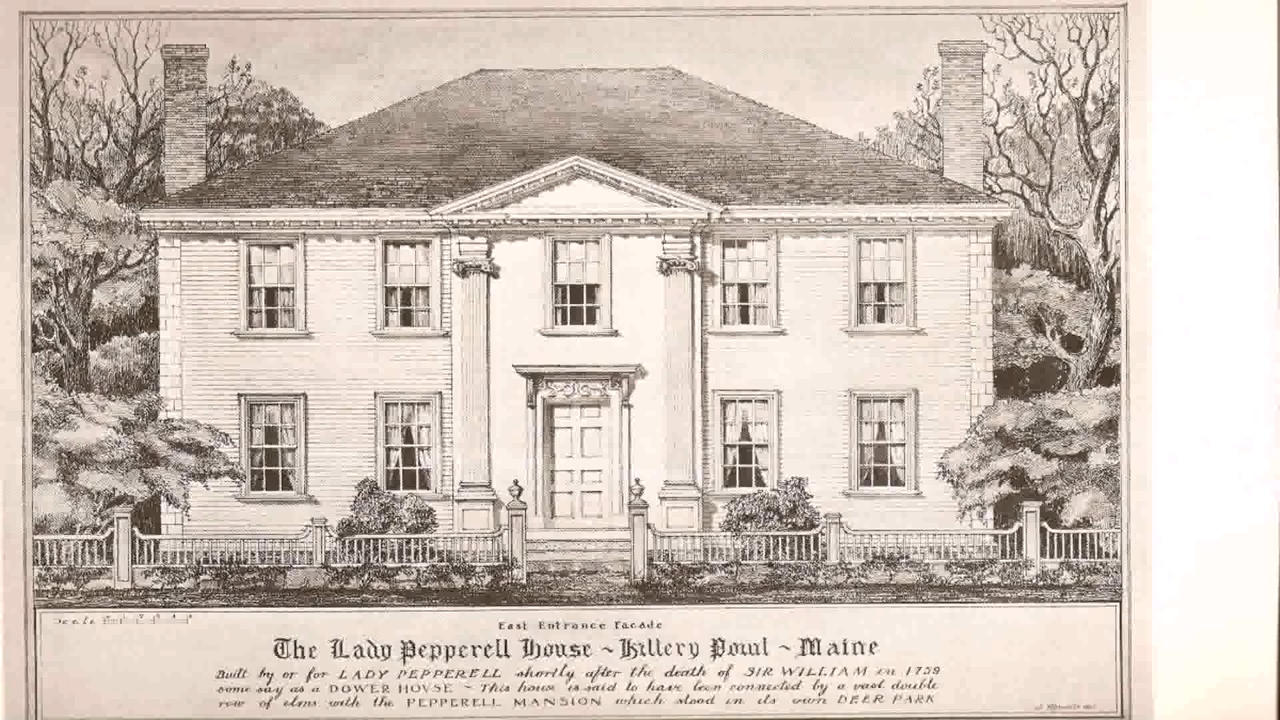 Scale
East Entrance Facade
The Lady Pepperell House ~ Kittery Point ~ Maine
Built by or for LADY PEPPERELL shortly after the death of SIR WILLIAM in 1759
some say as a DOWER HOUSE ~ This house is said to have been connected by a vast double
row of elms with the PEPPERELL MANSION which stood in its own DEER PARK